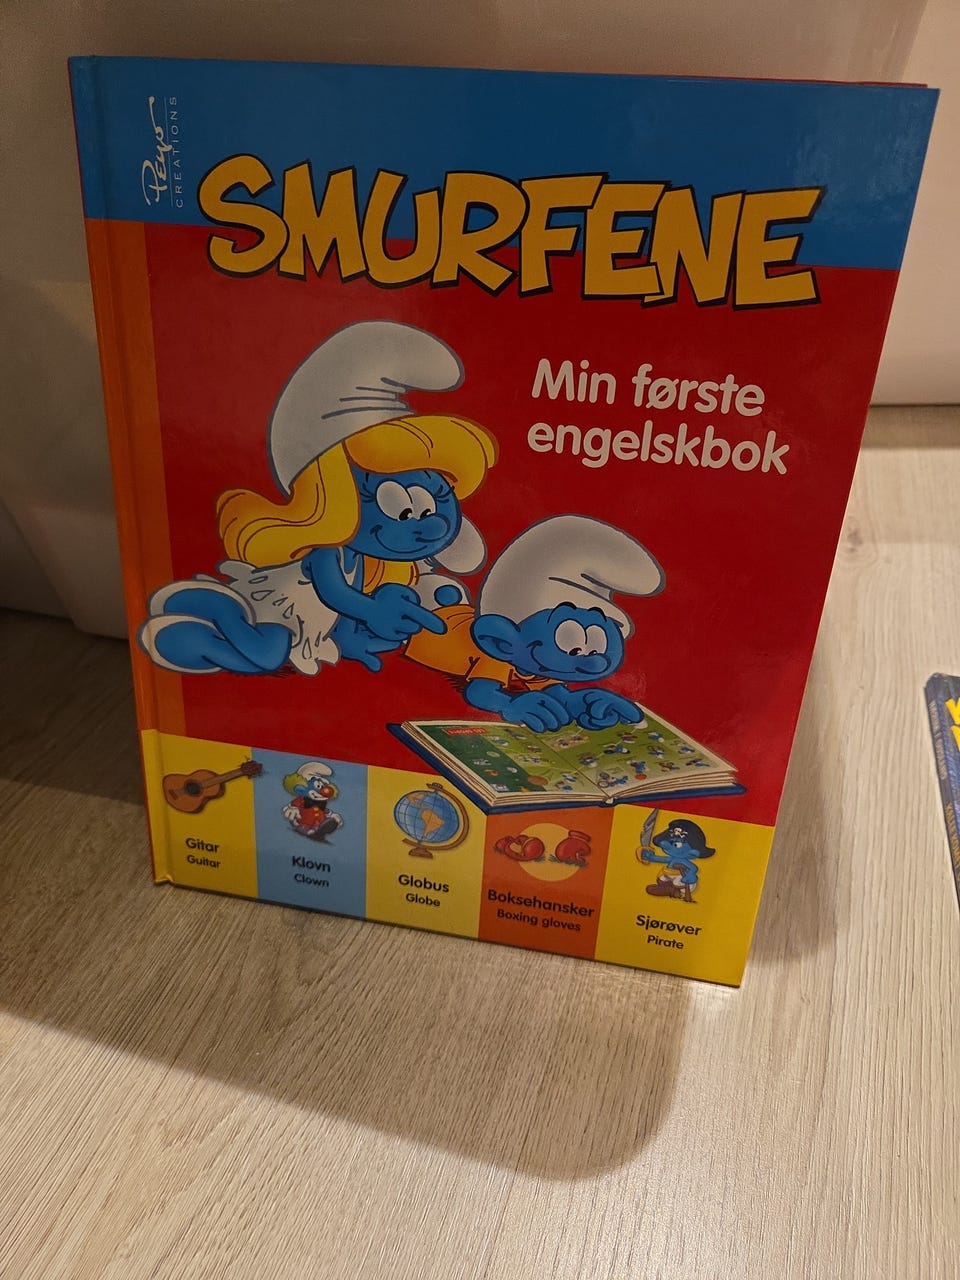 Peyo
CREATIONS
SMURFENE
Min første
engelskbok
Gitar
Guitar
Klovn
Clown
Globus
Globe
Boksehansker
Boxing gloves
Sjørøver
Pirate